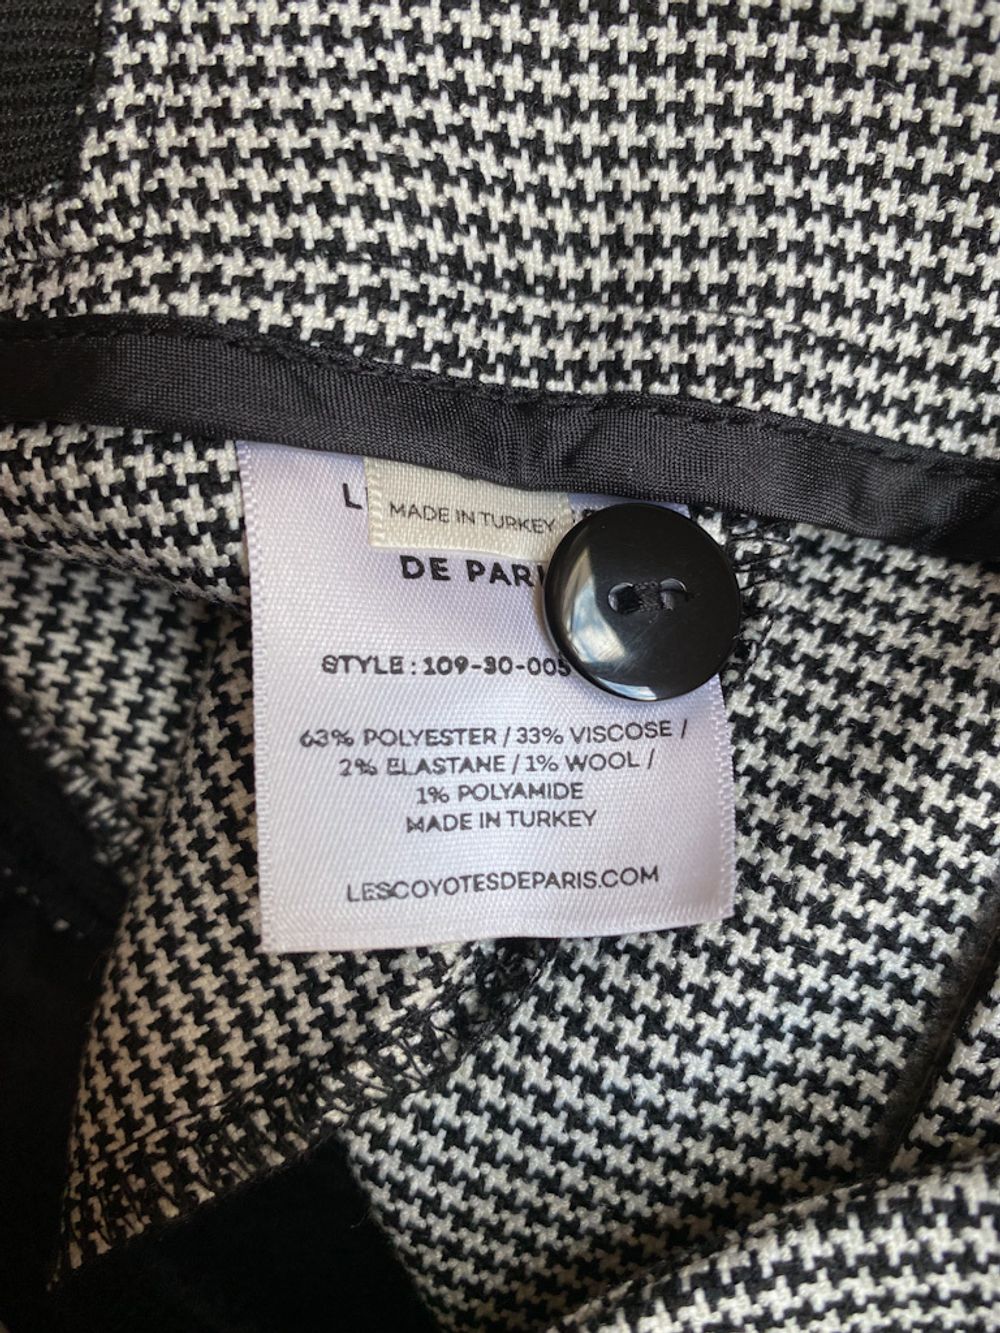 MADE IN TURKEY
DE
STYLE : 109-30-005
63% POLYESTER / 33% VISCOSE /
2% ELASTANE / 1% WOOL /
1% POLYAMIDE
MADE IN TURKEY
LESCOYOTESDEPARIS.COM